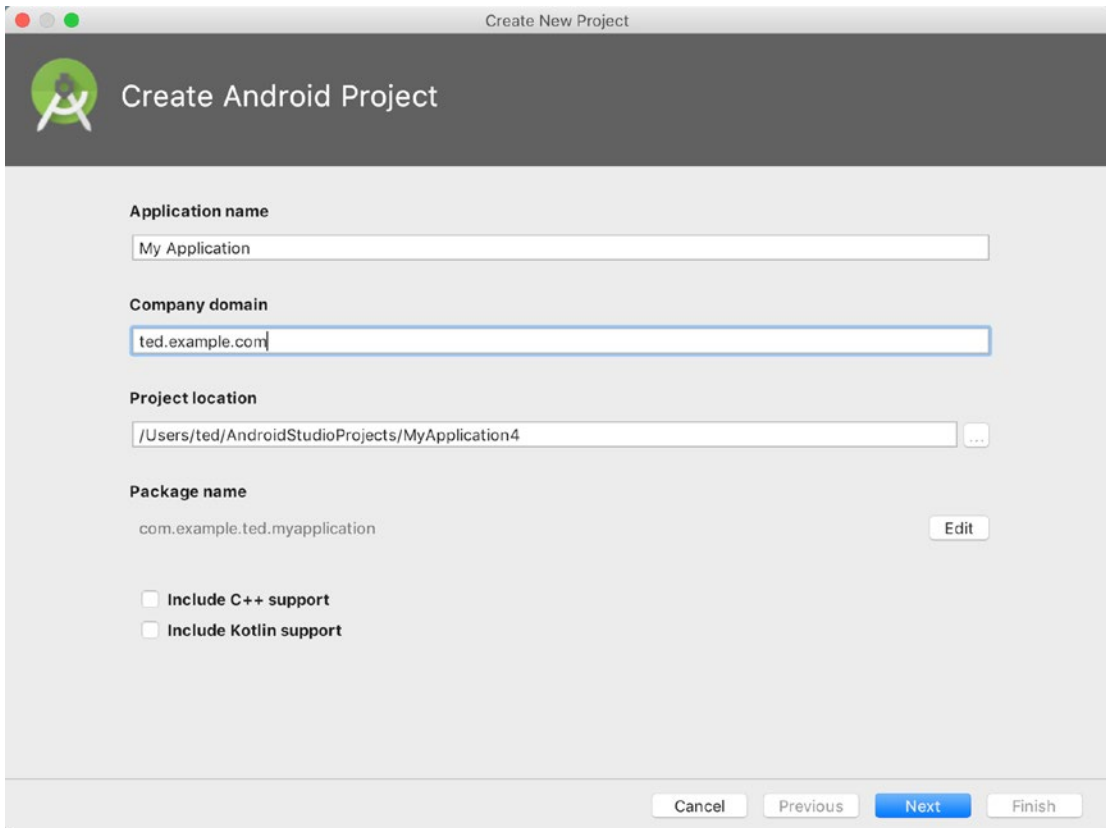 Create New Project
Create Android Project
Application name
My Application
Company domain
ted.example.com
Project location
/Users/ted/AndroidStudioProjects/MyApplication4
...
Package name
com.example.ted.myapplication
Edit
Include C++ support
Include Kotlin support
Cancel Previous Next Finish